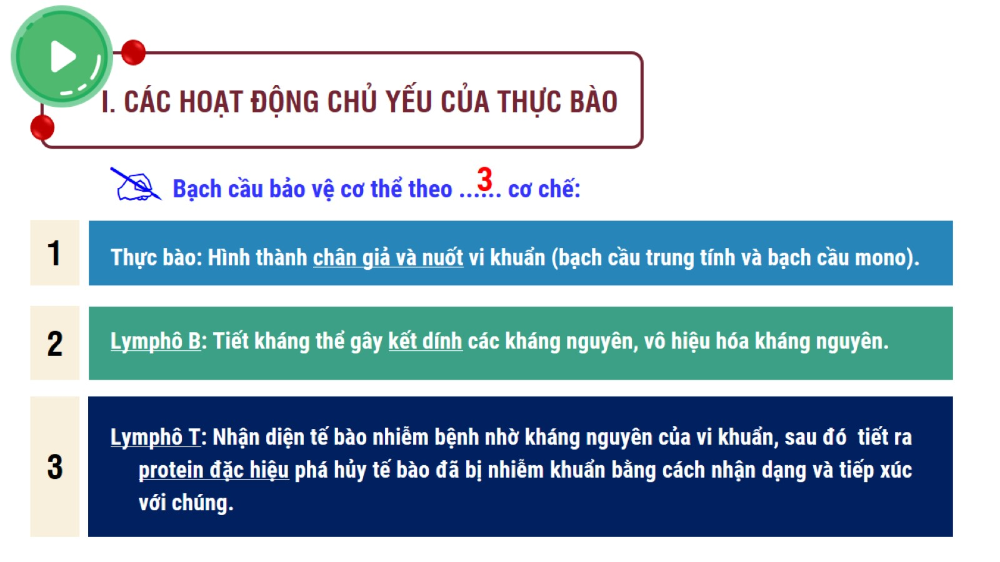 I. CÁC HOẠT ĐỘNG CHỦ YẾU CỦA THỰC BÀO
Bạch cầu bảo vệ cơ thể theo ...3... cơ chế:
1
Thực bào: Hình thành chân giả và nuốt vi khuẩn (bạch cầu trung tính và bạch cầu mono).
2
Lymphô B: Tiết kháng thể gây kết dính các kháng nguyên, vô hiệu hóa kháng nguyên.
3
Lymphô T: Nhận diện tế bào nhiễm bệnh nhờ kháng nguyên của vi khuẩn, sau đó tiết ra
protein đặc hiệu phá hủy tế bào đã bị nhiễm khuẩn bằng cách nhận dạng và tiếp xúc
với chúng.